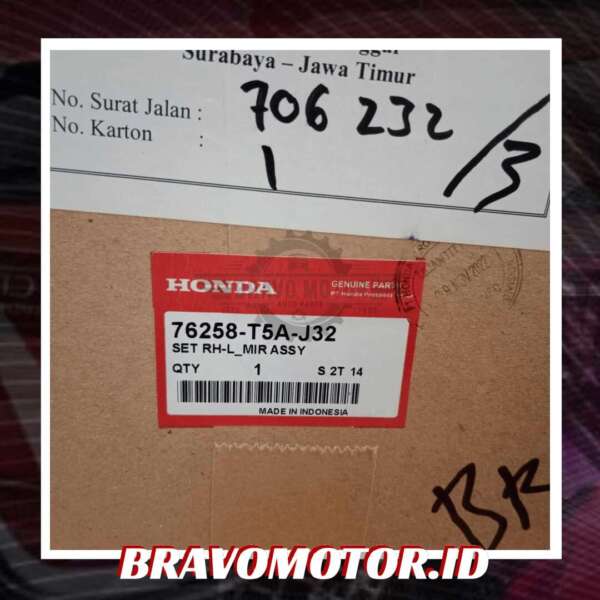 Surabaya – Jawa Timur
No. Surat Jalan : 706 232 /3
No. Karton : 1
HONDA
GENUINE PARTS
76258-T5A-J32
SET RH-L_MIR ASSY
QTY 1 S 2T 14
MADE IN INDONESIA
BRAVOMOTOR.ID